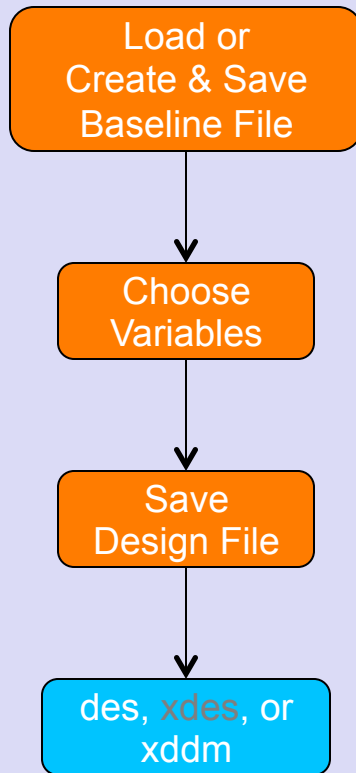 Load or
Create & Save
Baseline File
Choose
Variables
Save
Design File
des, xdes, or
xddm